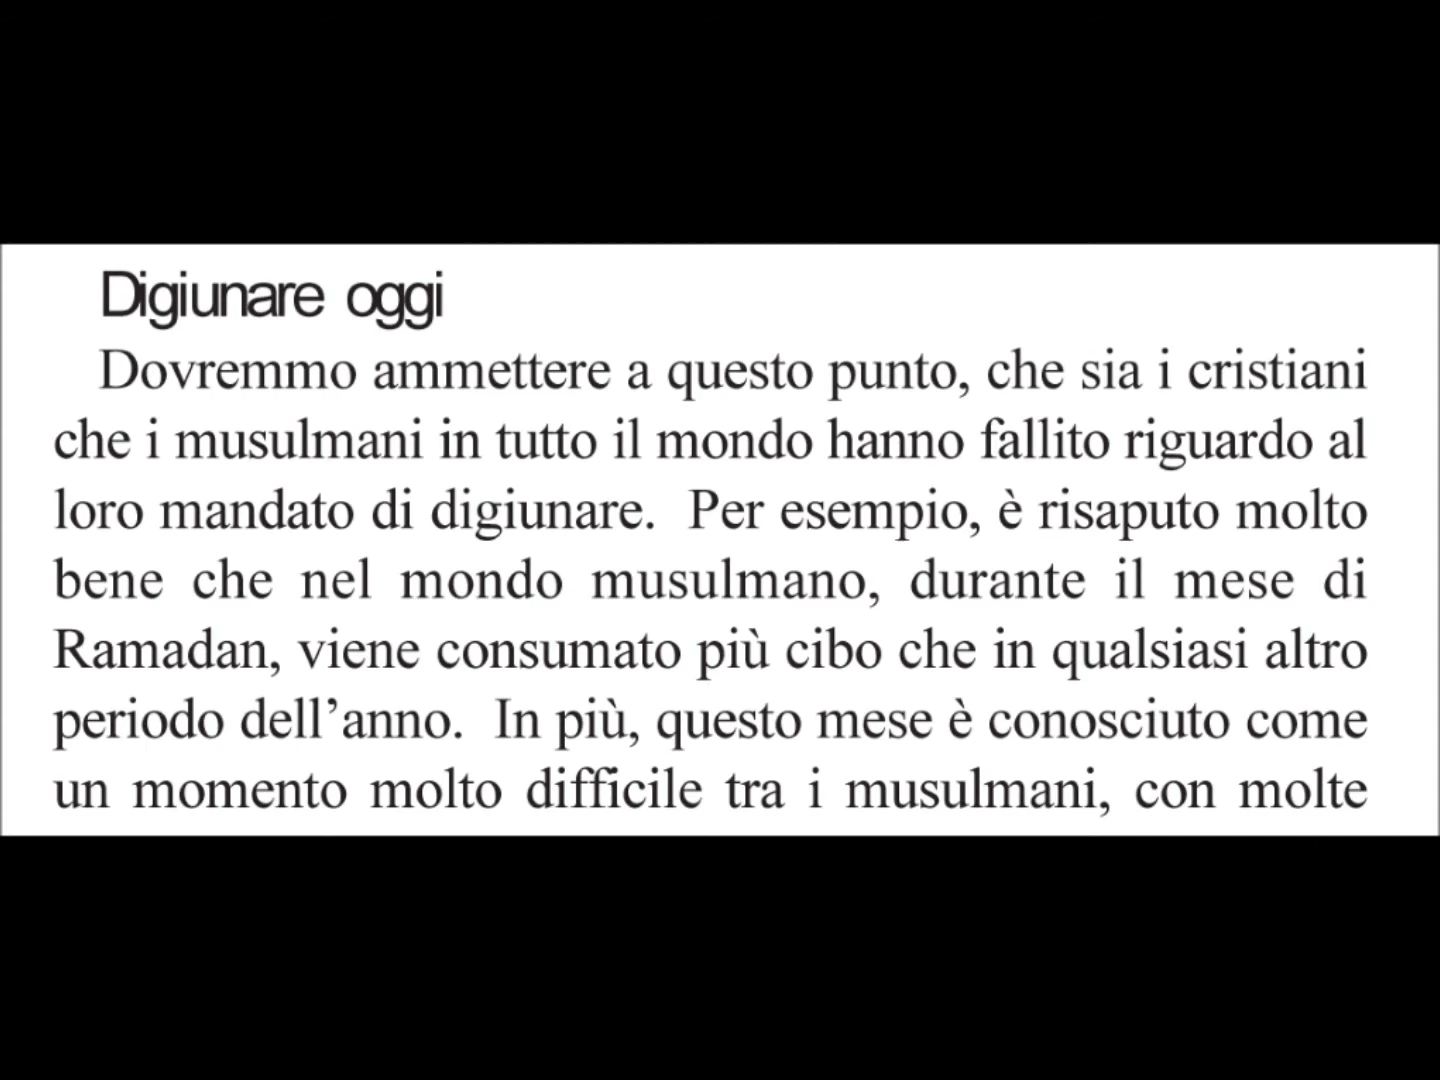 Digiunare oggi
Dovremmo ammettere a questo punto, che sia i cristiani
che i musulmani in tutto il mondo hanno fallito riguardo al
loro mandato di digiunare. Per esempio, è risaputo molto
bene che nel mondo musulmano, durante il mese di
Ramadan, viene consumato più cibo che in qualsiasi altro
periodo dell’anno. In più, questo mese è conosciuto come
un momento molto difficile tra i musulmani, con molte